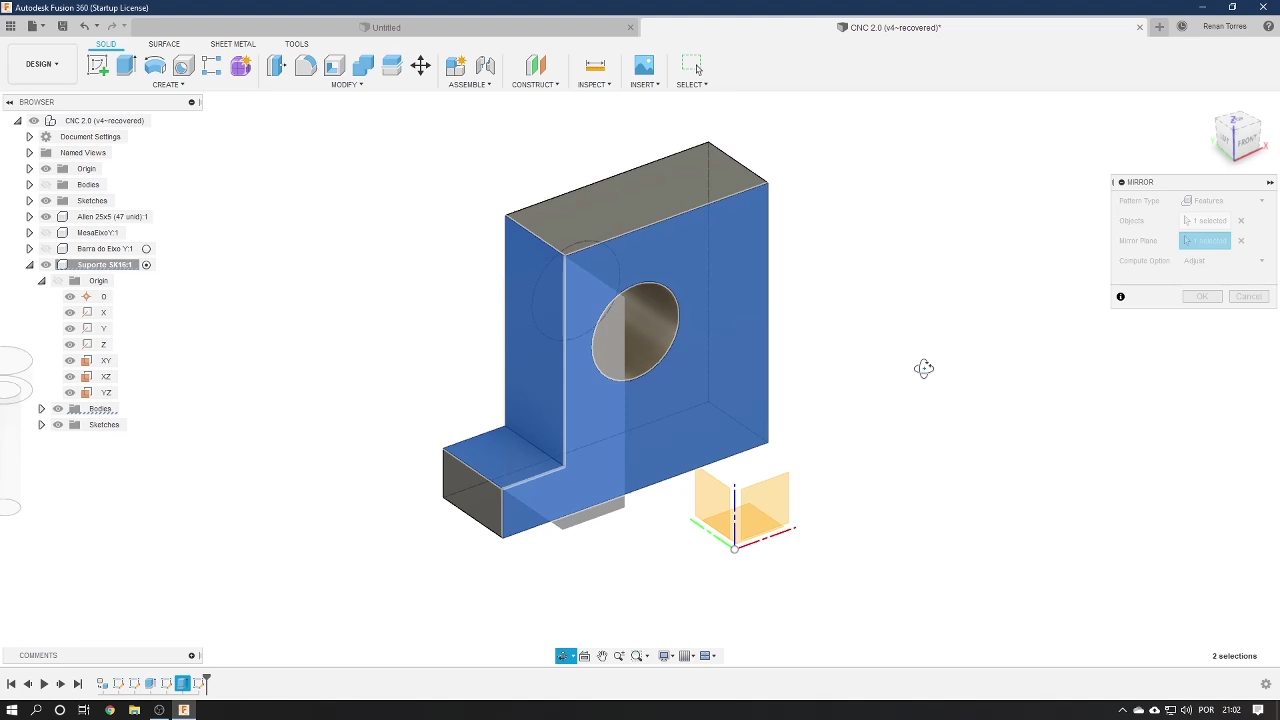 Autodesk Fusion 360 (Startup License)
Untitled
CNC 2.0 (v4~recovered)*
Renan Torres
SOLID
SURFACE
SHEET METAL
TOOLS
DESIGN
CREATE
MODIFY
ASSEMBLE
CONSTRUCT
INSPECT
INSERT
SELECT
BROWSER
CNC 2.0 (v4~recovered)
Document Settings
Named Views
Origin
Bodies
Sketches
Allen 25x5 (47 unid):1
MesaEixoY:1
Barra do Eixo Y:1
Suporte SK16:1
Origin
O
X
Y
Z
XY
XZ
YZ
Bodies
Sketches
Z
FRONT
X
Y
MIRROR
Pattern Type
Features
Objects
1 selected
Mirror Plane
1 selected
Compute Option
Adjust
OK
Cancel
COMMENTS
2 selections
POR
21:02